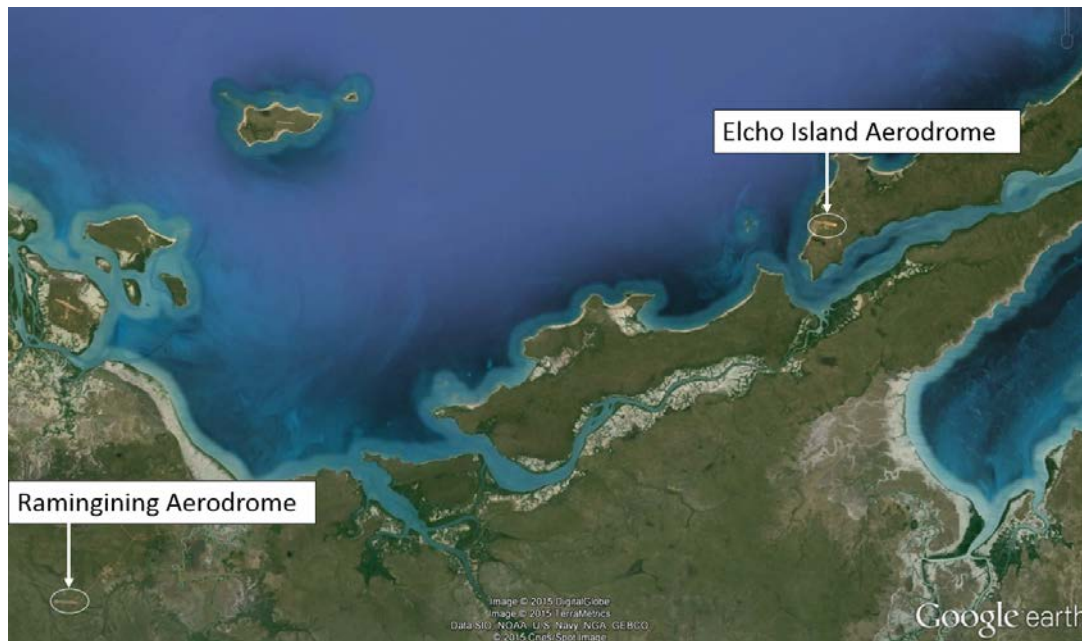 Elcho Island Aerodrome
Ramingining Aerodrome
Image © 2015 DigitalGlobe
Image © 2015 TerraMetrics
Data SIO, NOAA, U.S. Navy, NGA, GEBCO
© 2015 Cnes/Spot Image
Google earth